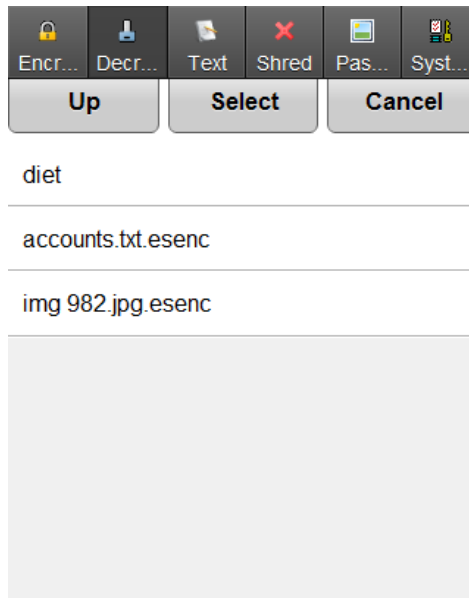 Encr... Decr... Text Shred Pas... Syst...
Up Select Cancel
diet
accounts.txt.esenc
img 982.jpg.esenc